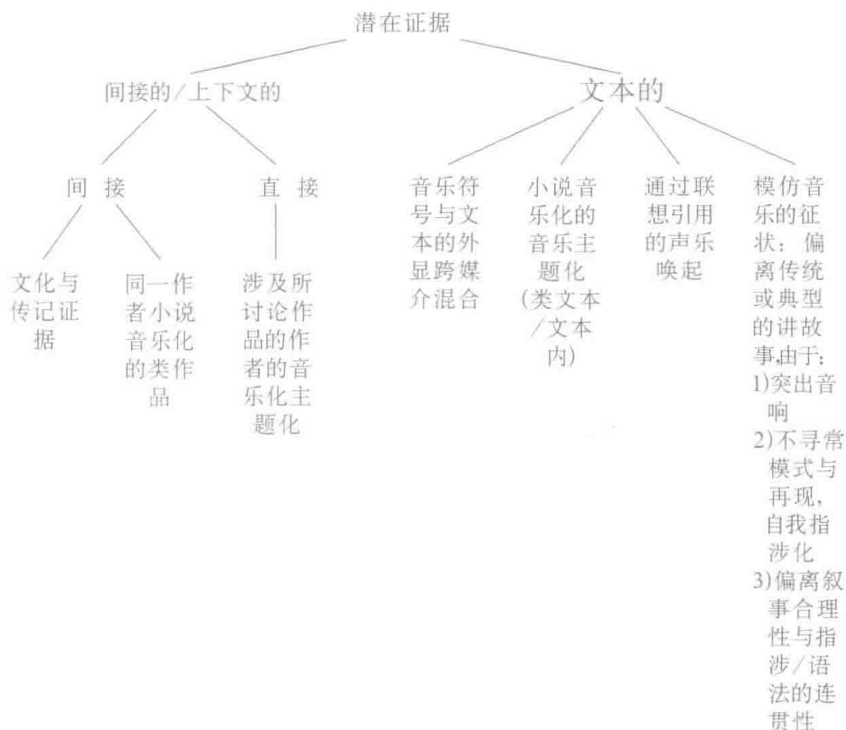 潜在证据
间接的/上下文的
文本的
间 接
直 接
文化与
传记证
据
同一作
者小说
音乐化
的类作
品
涉及所
讨论作
品的作
者的音
乐化主
题化
音乐符
号与文
本的外
显跨媒
介混合
小说音
乐化的
音乐主
题化
(类文本
/文本
内)
通过联
想引用
的声乐
唤起
模仿音
乐的征
状：偏
离传统
或典型
的讲故
事,由于:
1)突出音
响
2)不寻常
模式与
再现,
自我指
涉化
3)偏离叙
事合理
性与指
涉/语
法的连
贯性